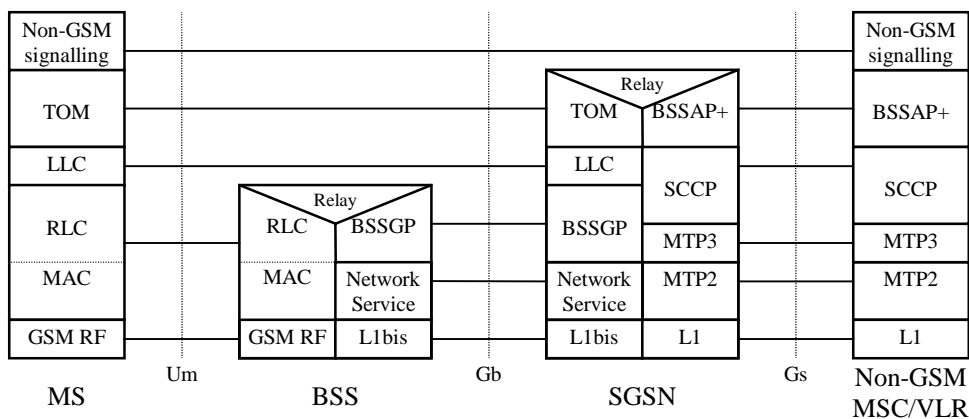 Non-GSM
signalling
Non-GSM
signalling
Relay
TOM
TOM
BSSAP+
BSSAP+
LLC
LLC
SCCP
SCCP
Relay
RLC
RLC
BSSGP
BSSGP
MTP3
MTP3
MAC
MAC
Network
Service
Network
Service
MTP2
MTP2
GSM RF
GSM RF
L1bis
L1bis
L1
L1
Um
Gb
Gs
MS
BSS
SGSN
Non-GSM
MSC/VLR